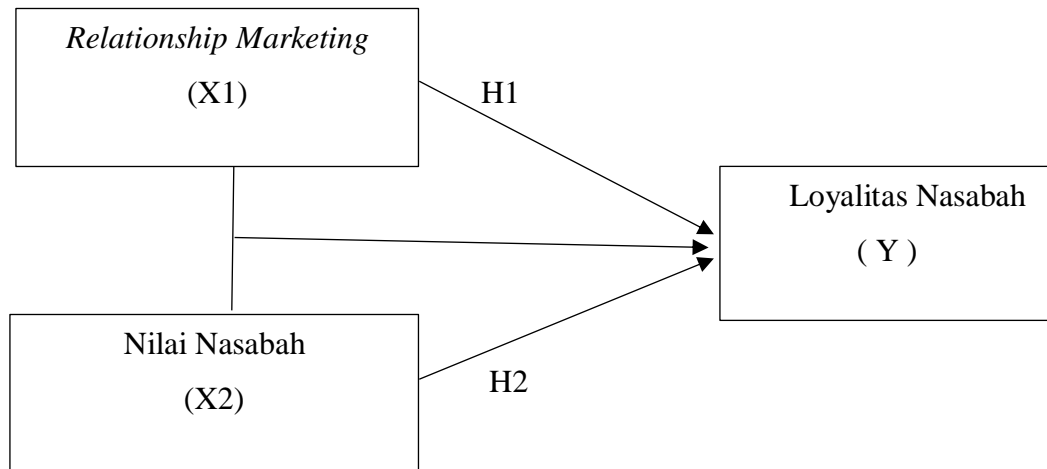 Relationship Marketing
(X1)
H1
Loyalitas Nasabah
( Y )
Nilai Nasabah
(X2)
H2